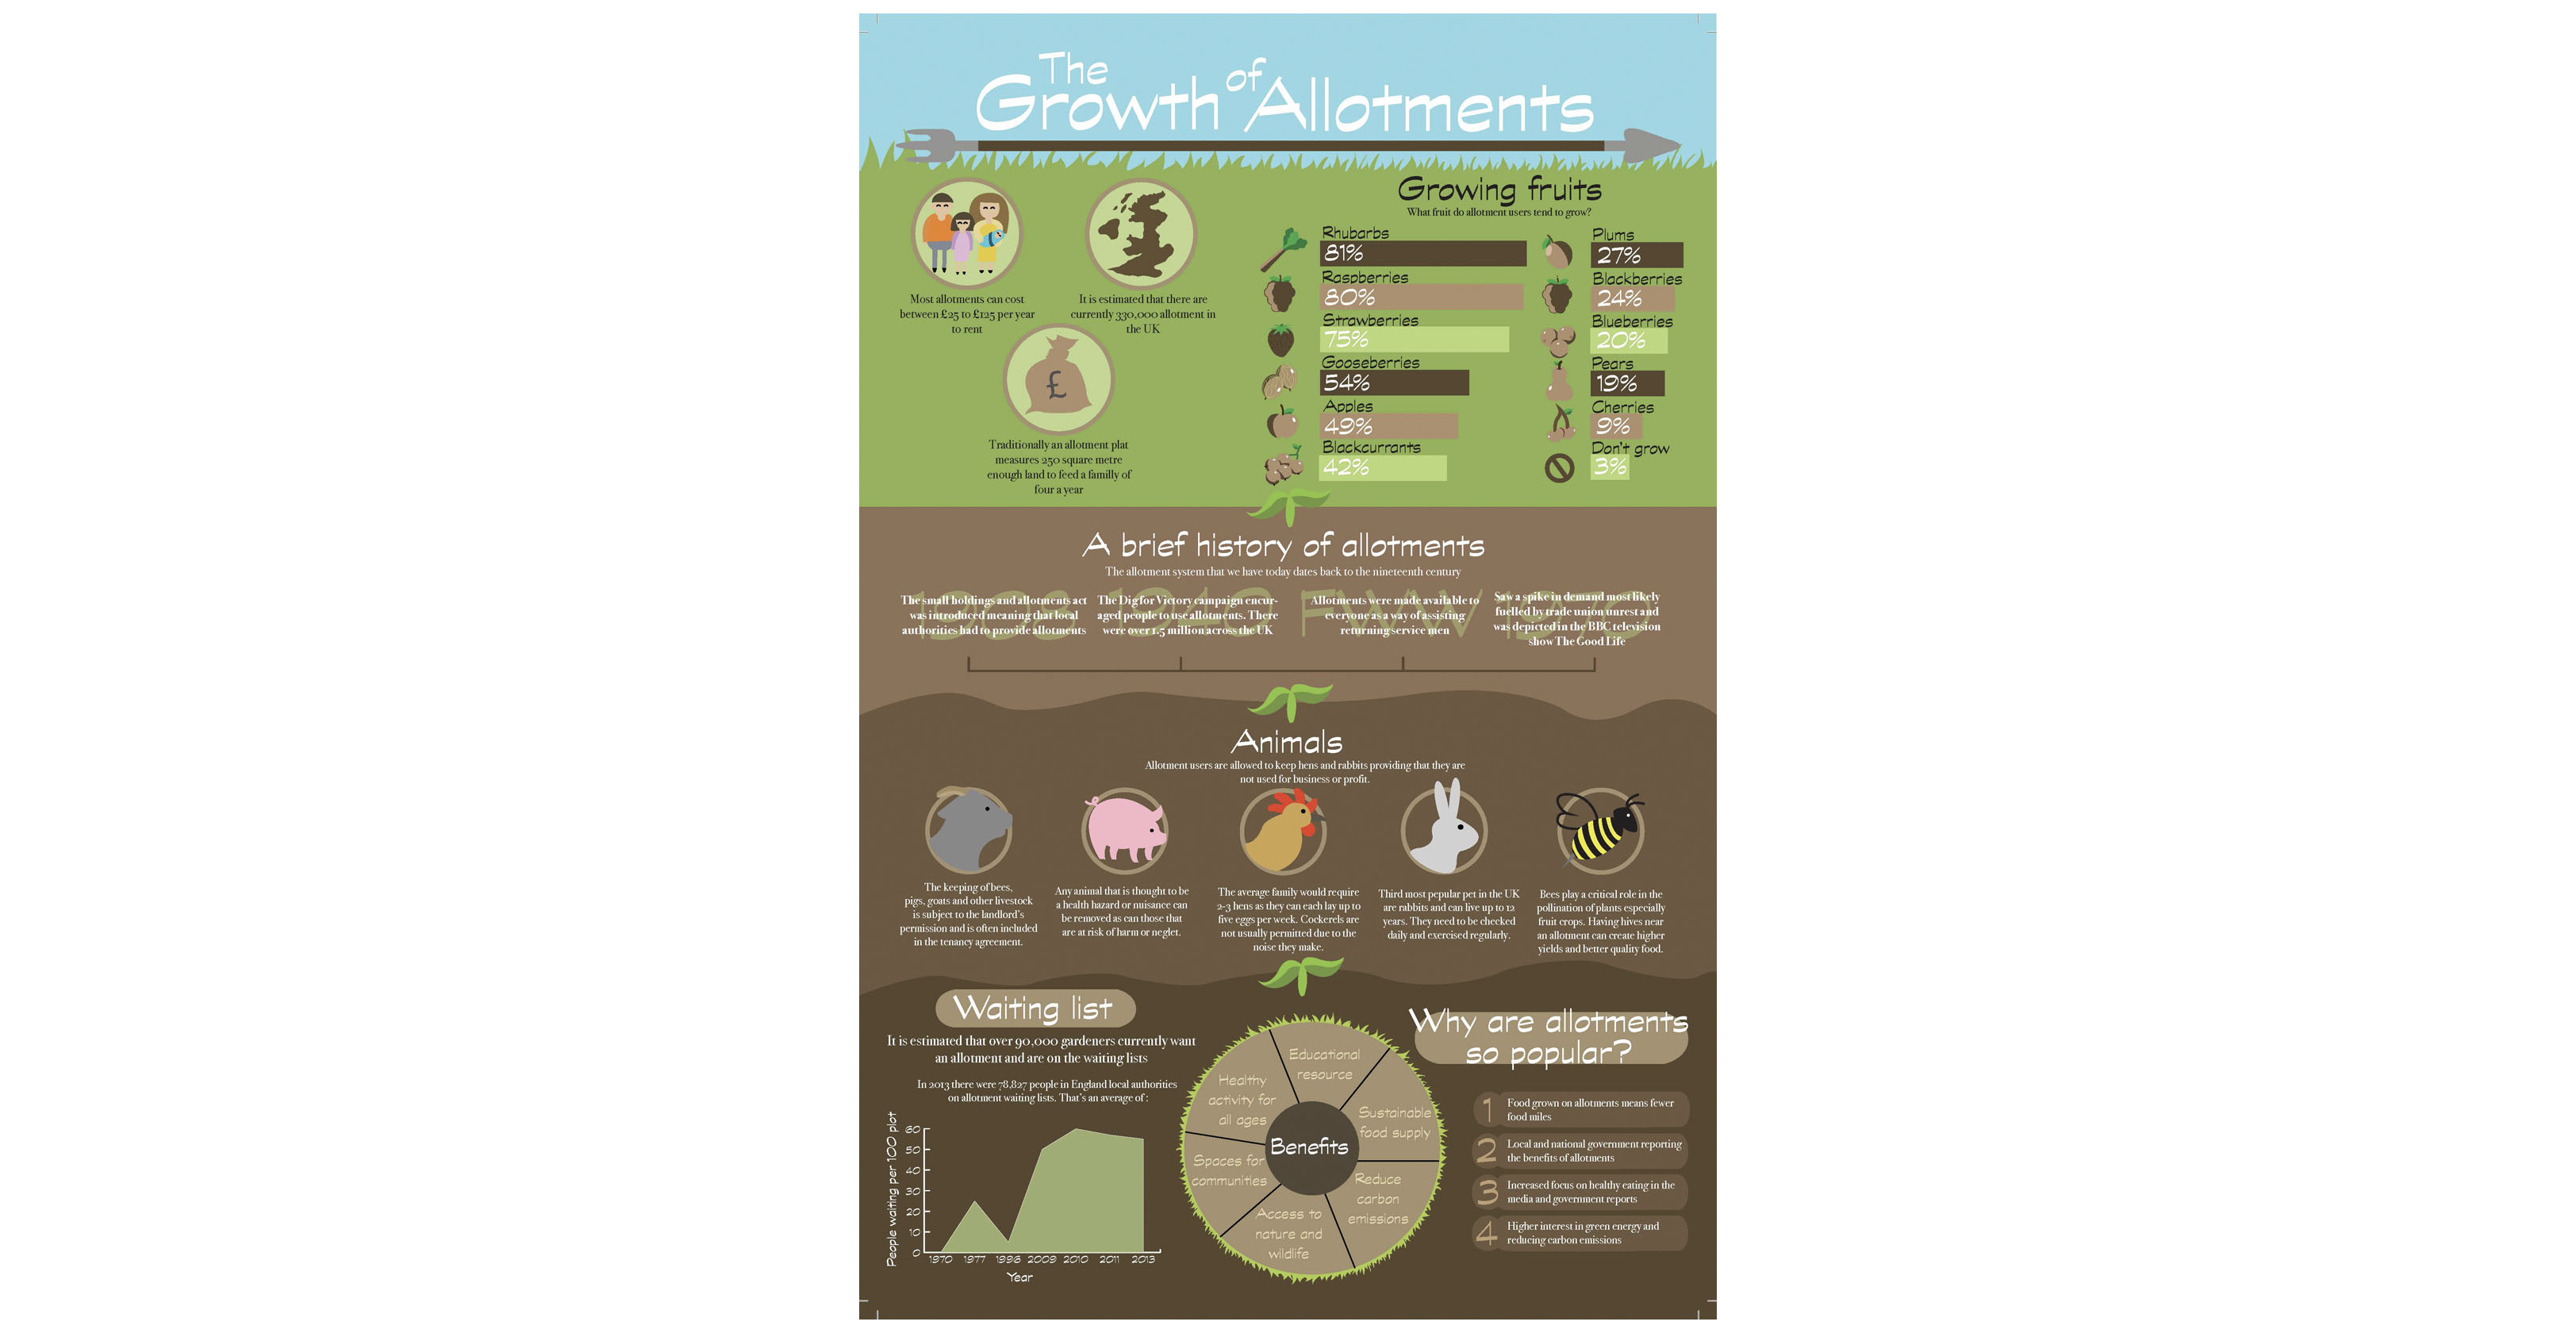 The
Growth of Allotments
Most allotments can cost
between £25 to £125 per year
to rent
It is estimated that there are
currently 330,000 allotment in
the UK
£
Traditionally an allotment plat
measures 250 square metre
enough land to feed a familly of
four a year
Growing fruits
What fruit do allotment users tend to grow?
Rhubarbs
81%
Raspberries
80%
Strawberries
75%
Gooseberries
54%
Apples
49%
Blackcurrants
42%
Plums
27%
Blackberries
24%
Blueberries
20%
Pears
19%
Cherries
9%
Don't grow
3%
A brief history of allotments
The allotment system that we have today dates back to the nineteenth century
1908
The small holdings and allotments act
was introduced meaning that local
authorities had to provide allotments
1940
The Dig for Victory campaign encur-
aged people to use allotments. There
were over 1.5 million across the UK
FWW
Allotments were made available to
everyone as a way of assisting
returning service men
1970
Saw a spike in demand most likely
fuelled by trade union unrest and
was depicted in the BBC television
show The Good Life
Animals
Allotment users are allowed to keep hens and rabbits providing that they are
not used for business or profit.
The keeping of bees,
pigs, goats and other livestock
is subject to the landlord's
permission and is often included
in the tenancy agreement.
Any animal that is thought to be
a health hazard or nuisance can
be removed as can those that
are at risk of harm or neglet.
The average family would require
2-3 hens as they can each lay up to
five eggs per week. Cockerels are
not usually permitted due to the
noise they make.
Third most pepular pet in the UK
are rabbits and can live up to 12
years. They need to be checked
daily and exercised regularly.
Bees play a critical role in the
pollination of plants especially
fruit crops. Having hives near
an allotment can create higher
yields and better quality food.
Waiting list
It is estimated that over 90,000 gardeners currently want
an allotment and are on the waiting lists
In 2013 there were 78,827 people in England local authorities
on allotment waiting lists. That's an average of:
People waiting per 100 plot
60
50
40
30
20
10
0
1970 1977 1996 2009 2010 2011 2013
Year
Benefits
Educational
resource
Sustainable
food supply
Reduce
carbon
emissions
Access to
nature and
wildlife
Spaces for
communities
Healthy
activity for
all ages
Why are allotments
so popular?
1 Food grown on allotments means fewer
food miles
2 Local and national government reporting
the benefits of allotments
3 Increased focus on healthy eating in the
media and government reports
4 Higher interest in green energy and
reducing carbon emissions